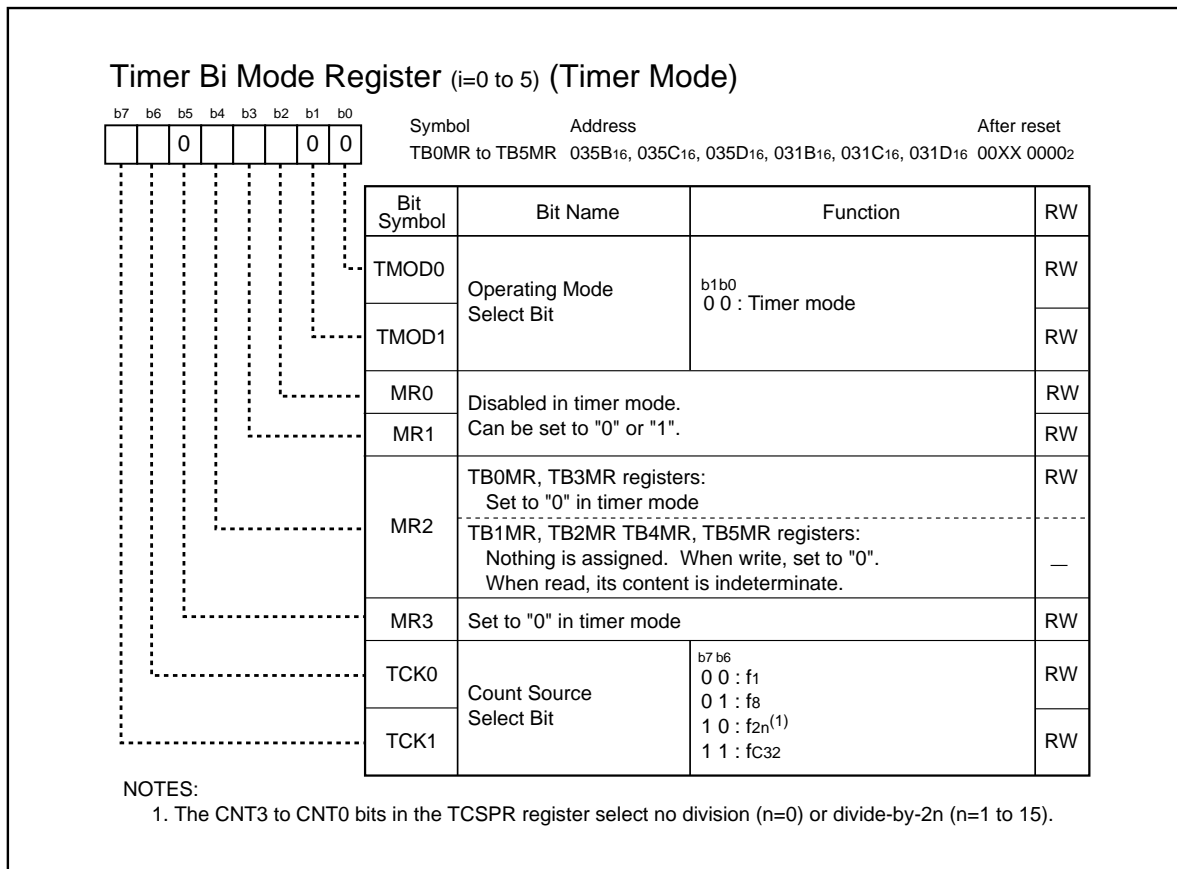 Timer Bi Mode Register (i=0 to 5) (Timer Mode)
b7 b6 b5 b4 b3 b2 b1 b0
0 0 0
Symbol Address After reset
TB0MR to TB5MR 035B16, 035C16, 035D16, 031B16, 031C16, 031D16 00XX 00002
Bit Symbol Bit Name Function RW
TMOD0 RW
Operating Mode
Select Bit
b1b0
0 0 : Timer mode
TMOD1 RW
MR0 RW
Disabled in timer mode.
Can be set to "0" or "1".
MR1 RW
MR2
TB0MR, TB3MR registers: RW
Set to "0" in timer mode
TB1MR, TB2MR TB4MR, TB5MR registers:
Nothing is assigned. When write, set to "0". —
When read, its content is indeterminate.
MR3 Set to "0" in timer mode RW
TCK0 RW
Count Source
Select Bit
b7 b6
0 0 : f1
0 1 : f8
1 0 : f2n(1)
1 1 : fC32
TCK1 RW
NOTES:
1. The CNT3 to CNT0 bits in the TCSPR register select no division (n=0) or divide-by-2n (n=1 to 15).